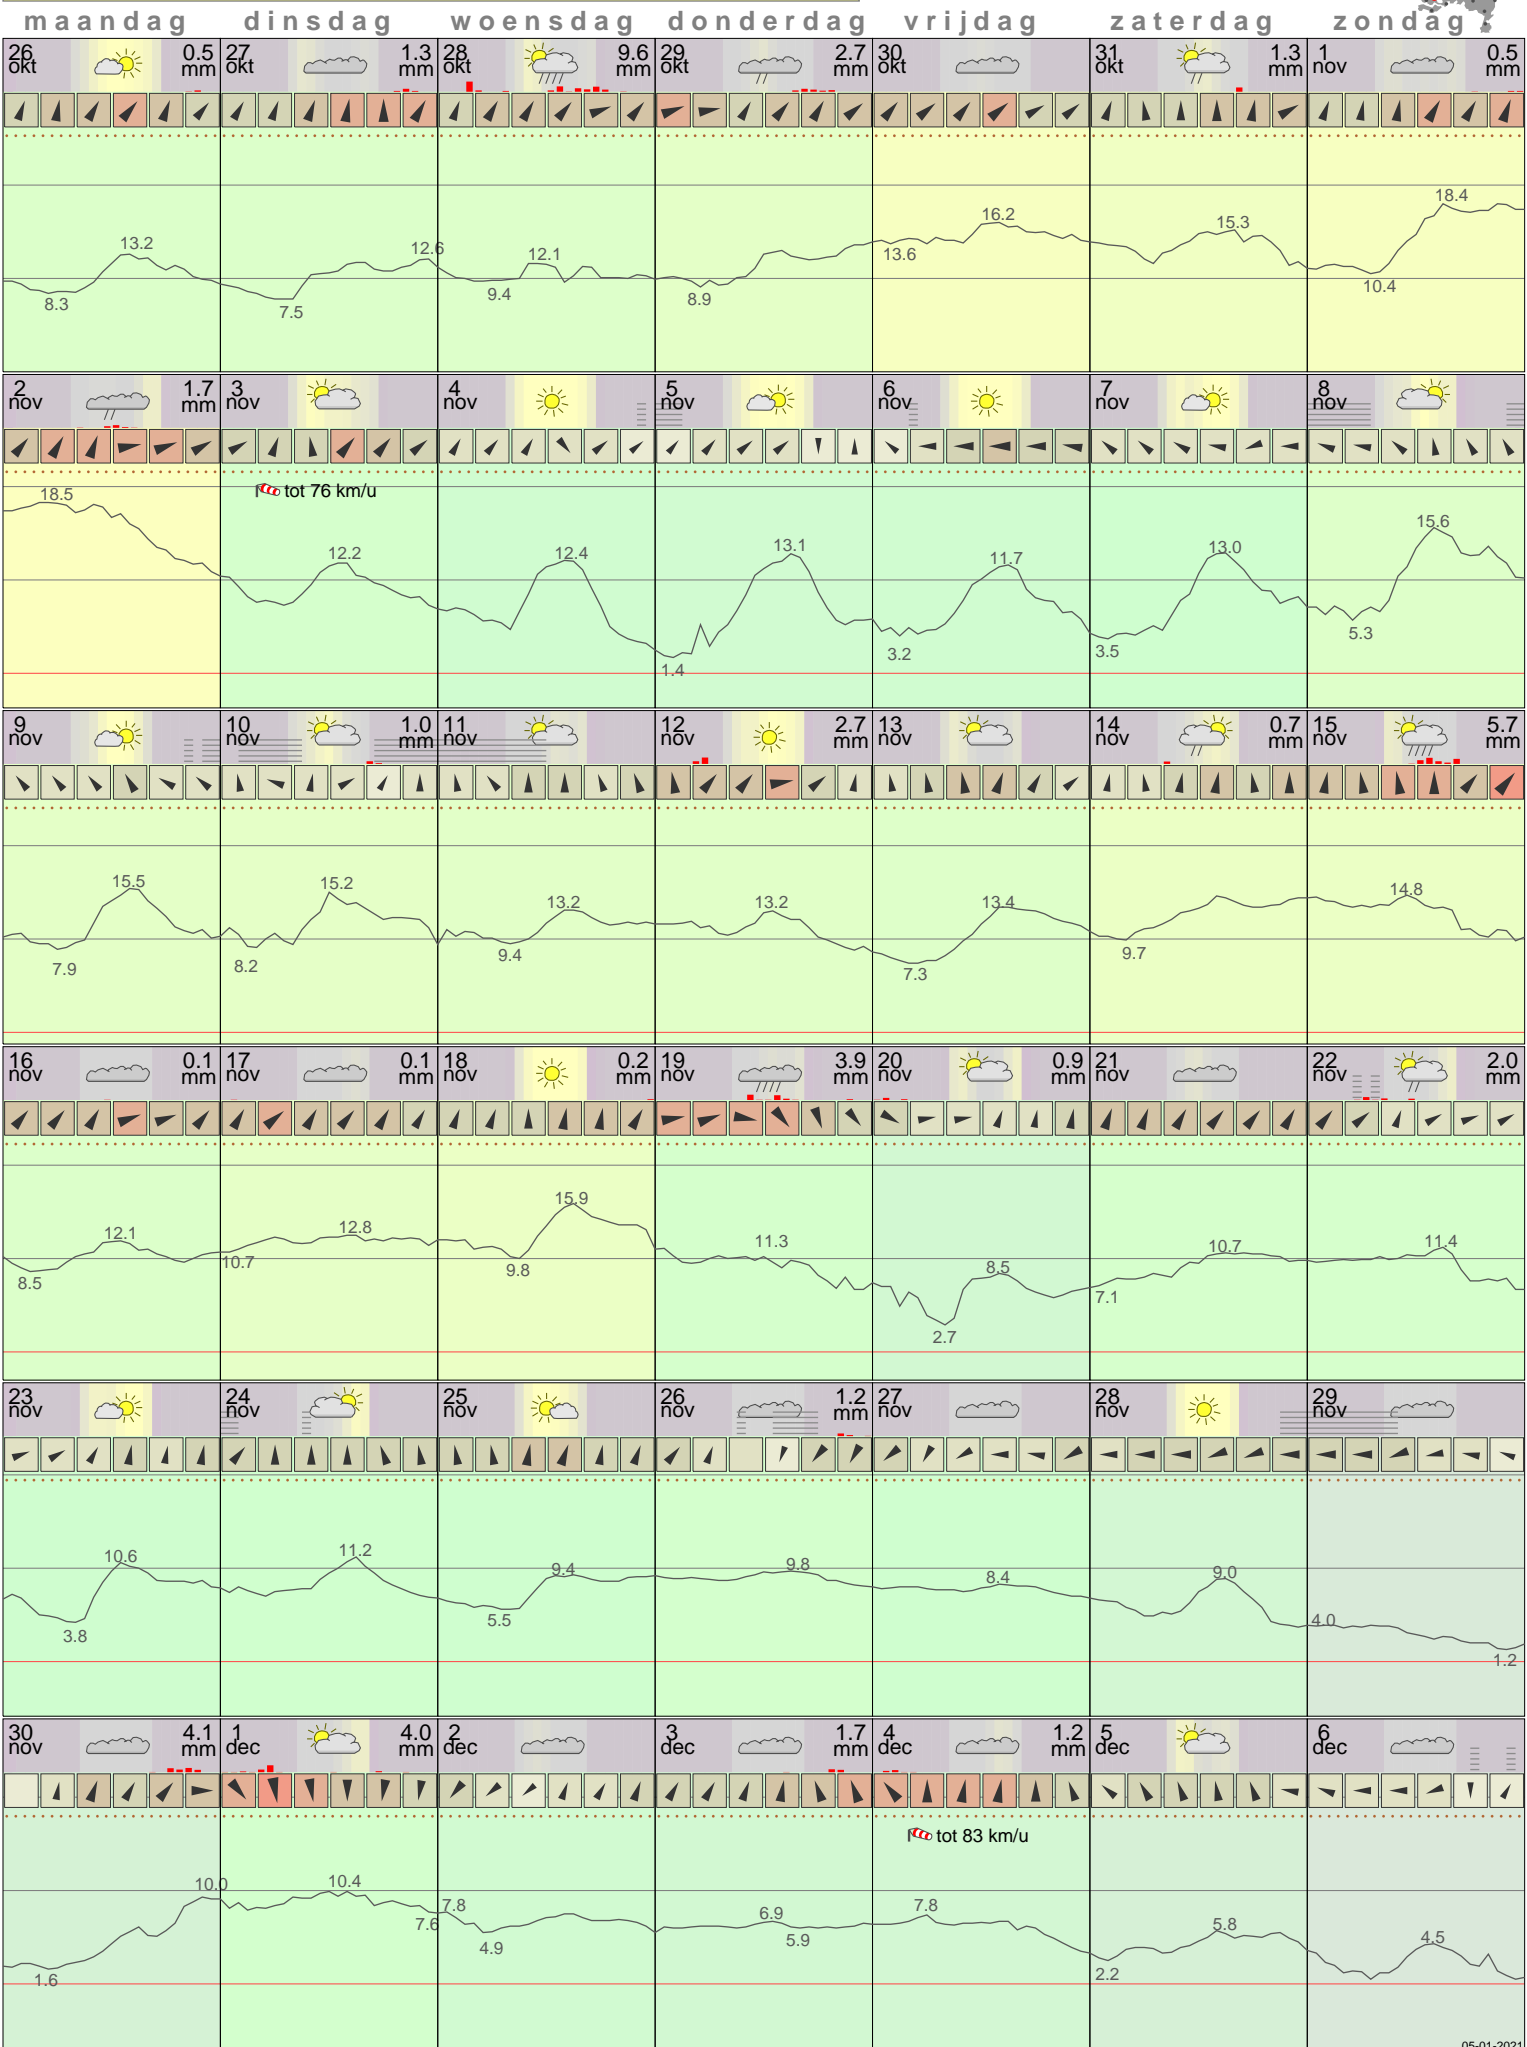 maandag dinsdag woensdag donderdag vrijdag zaterdag zondag
26 0.5 27 1.3 28 9.6 29 2.7 30 31 1.3 1 0.5
okt mm okt mm okt mm okt mm okt okt mm nov mm
13.2 12.6 12.1 16.2 15.3 18.4
8.3 7.5 9.4 8.9 13.6 10.4
2 1.7 3 4 5 6 7 8
nov mm nov nov nov nov nov nov
tot 76 km/u
18.5 12.2 12.4 13.1 11.7 13.0 15.6
1.4 3.2 3.5 5.3
9 10 1.0 11 12 2.7 13 14 0.7 15 5.7
nov nov mm nov nov mm nov nov mm nov mm
15.5 15.2 13.2 13.2 13.4 14.8
7.9 8.2 9.4 7.3 9.7
16 0.1 17 0.1 18 0.2 19 3.9 20 0.9 21 22 2.0
nov mm nov mm nov mm nov mm nov mm nov nov mm
12.1 12.8 15.9 11.3 8.5 10.7 11.4
8.5 10.7 9.8 2.7 7.1
23 24 25 26 1.2 27 28 29
nov nov nov nov mm nov nov nov
10.6 11.2 9.4 9.8 8.4 9.0 4.0
3.8 5.5 1.2
30 4.1 1 4.0 2 3 1.7 4 1.2 5 6
nov mm dec mm dec dec mm dec mm dec dec
tot 83 km/u
10.0 10.4 7.8 6.9 7.8 5.8 4.5
1.6 7.6 4.9 5.9 2.2
05-01-2021